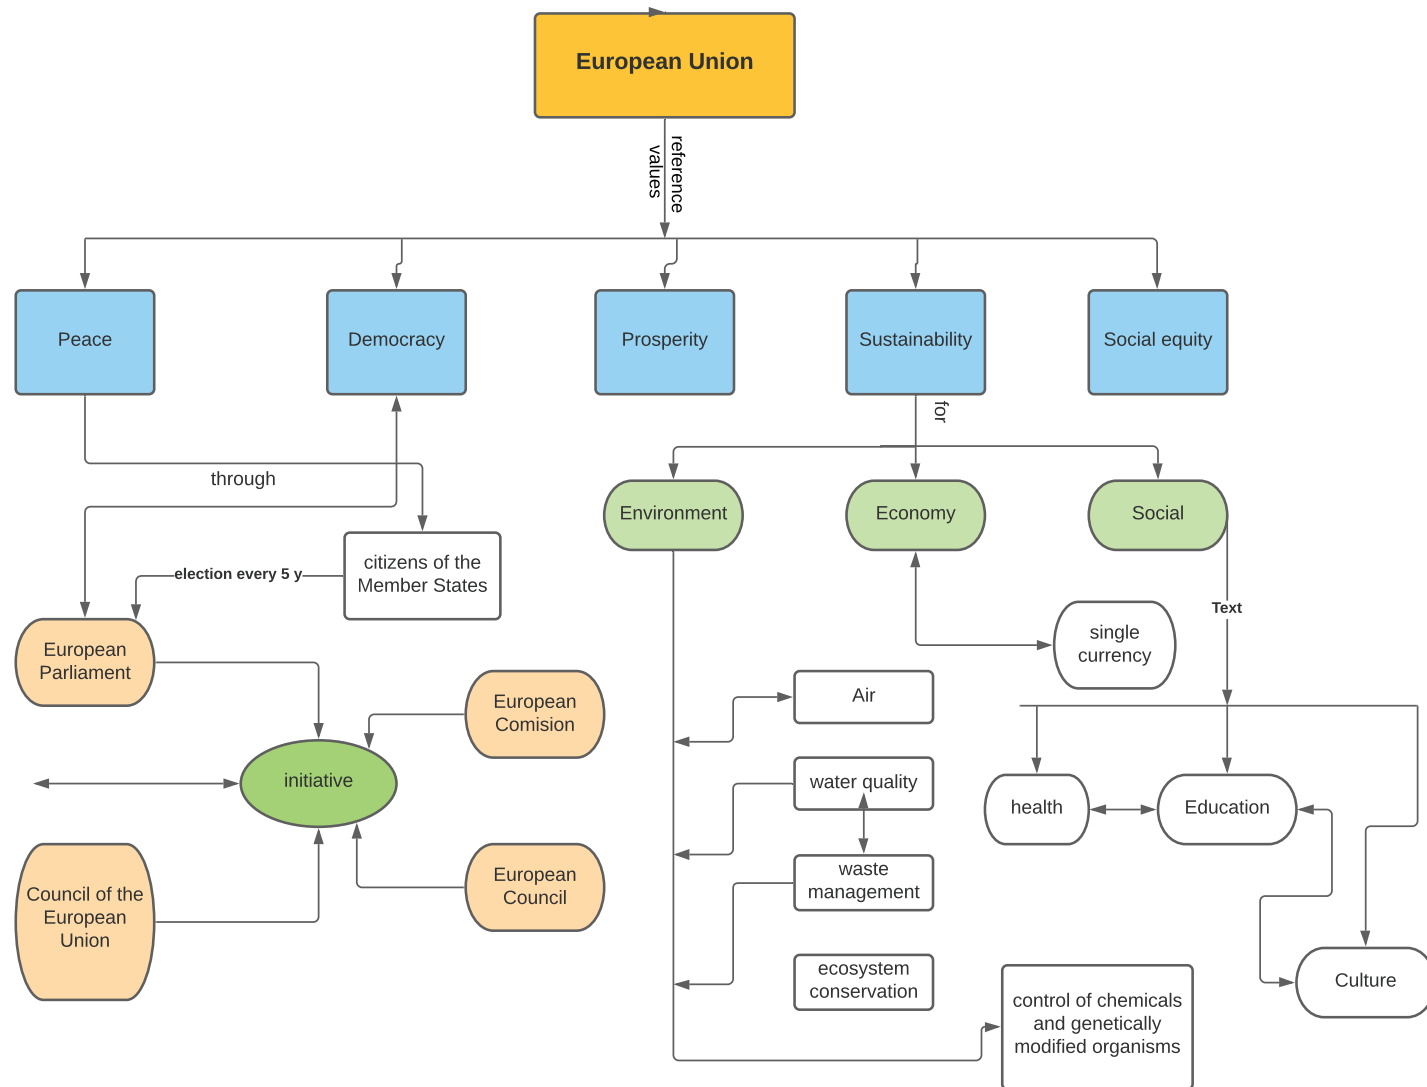 European Union
reference
values
Peace
Democracy
Prosperity
Sustainability
Social equity
for
through
Environment
Economy
Social
citizens of the
Member States
election every 5 y
Text
single
currency
European
Parliament
European
Comision
Air
initiative
water quality
health
Education
waste
management
European
Council
Council of the
European
Union
ecosystem
conservation
Culture
control of chemicals
and genetically
modified organisms